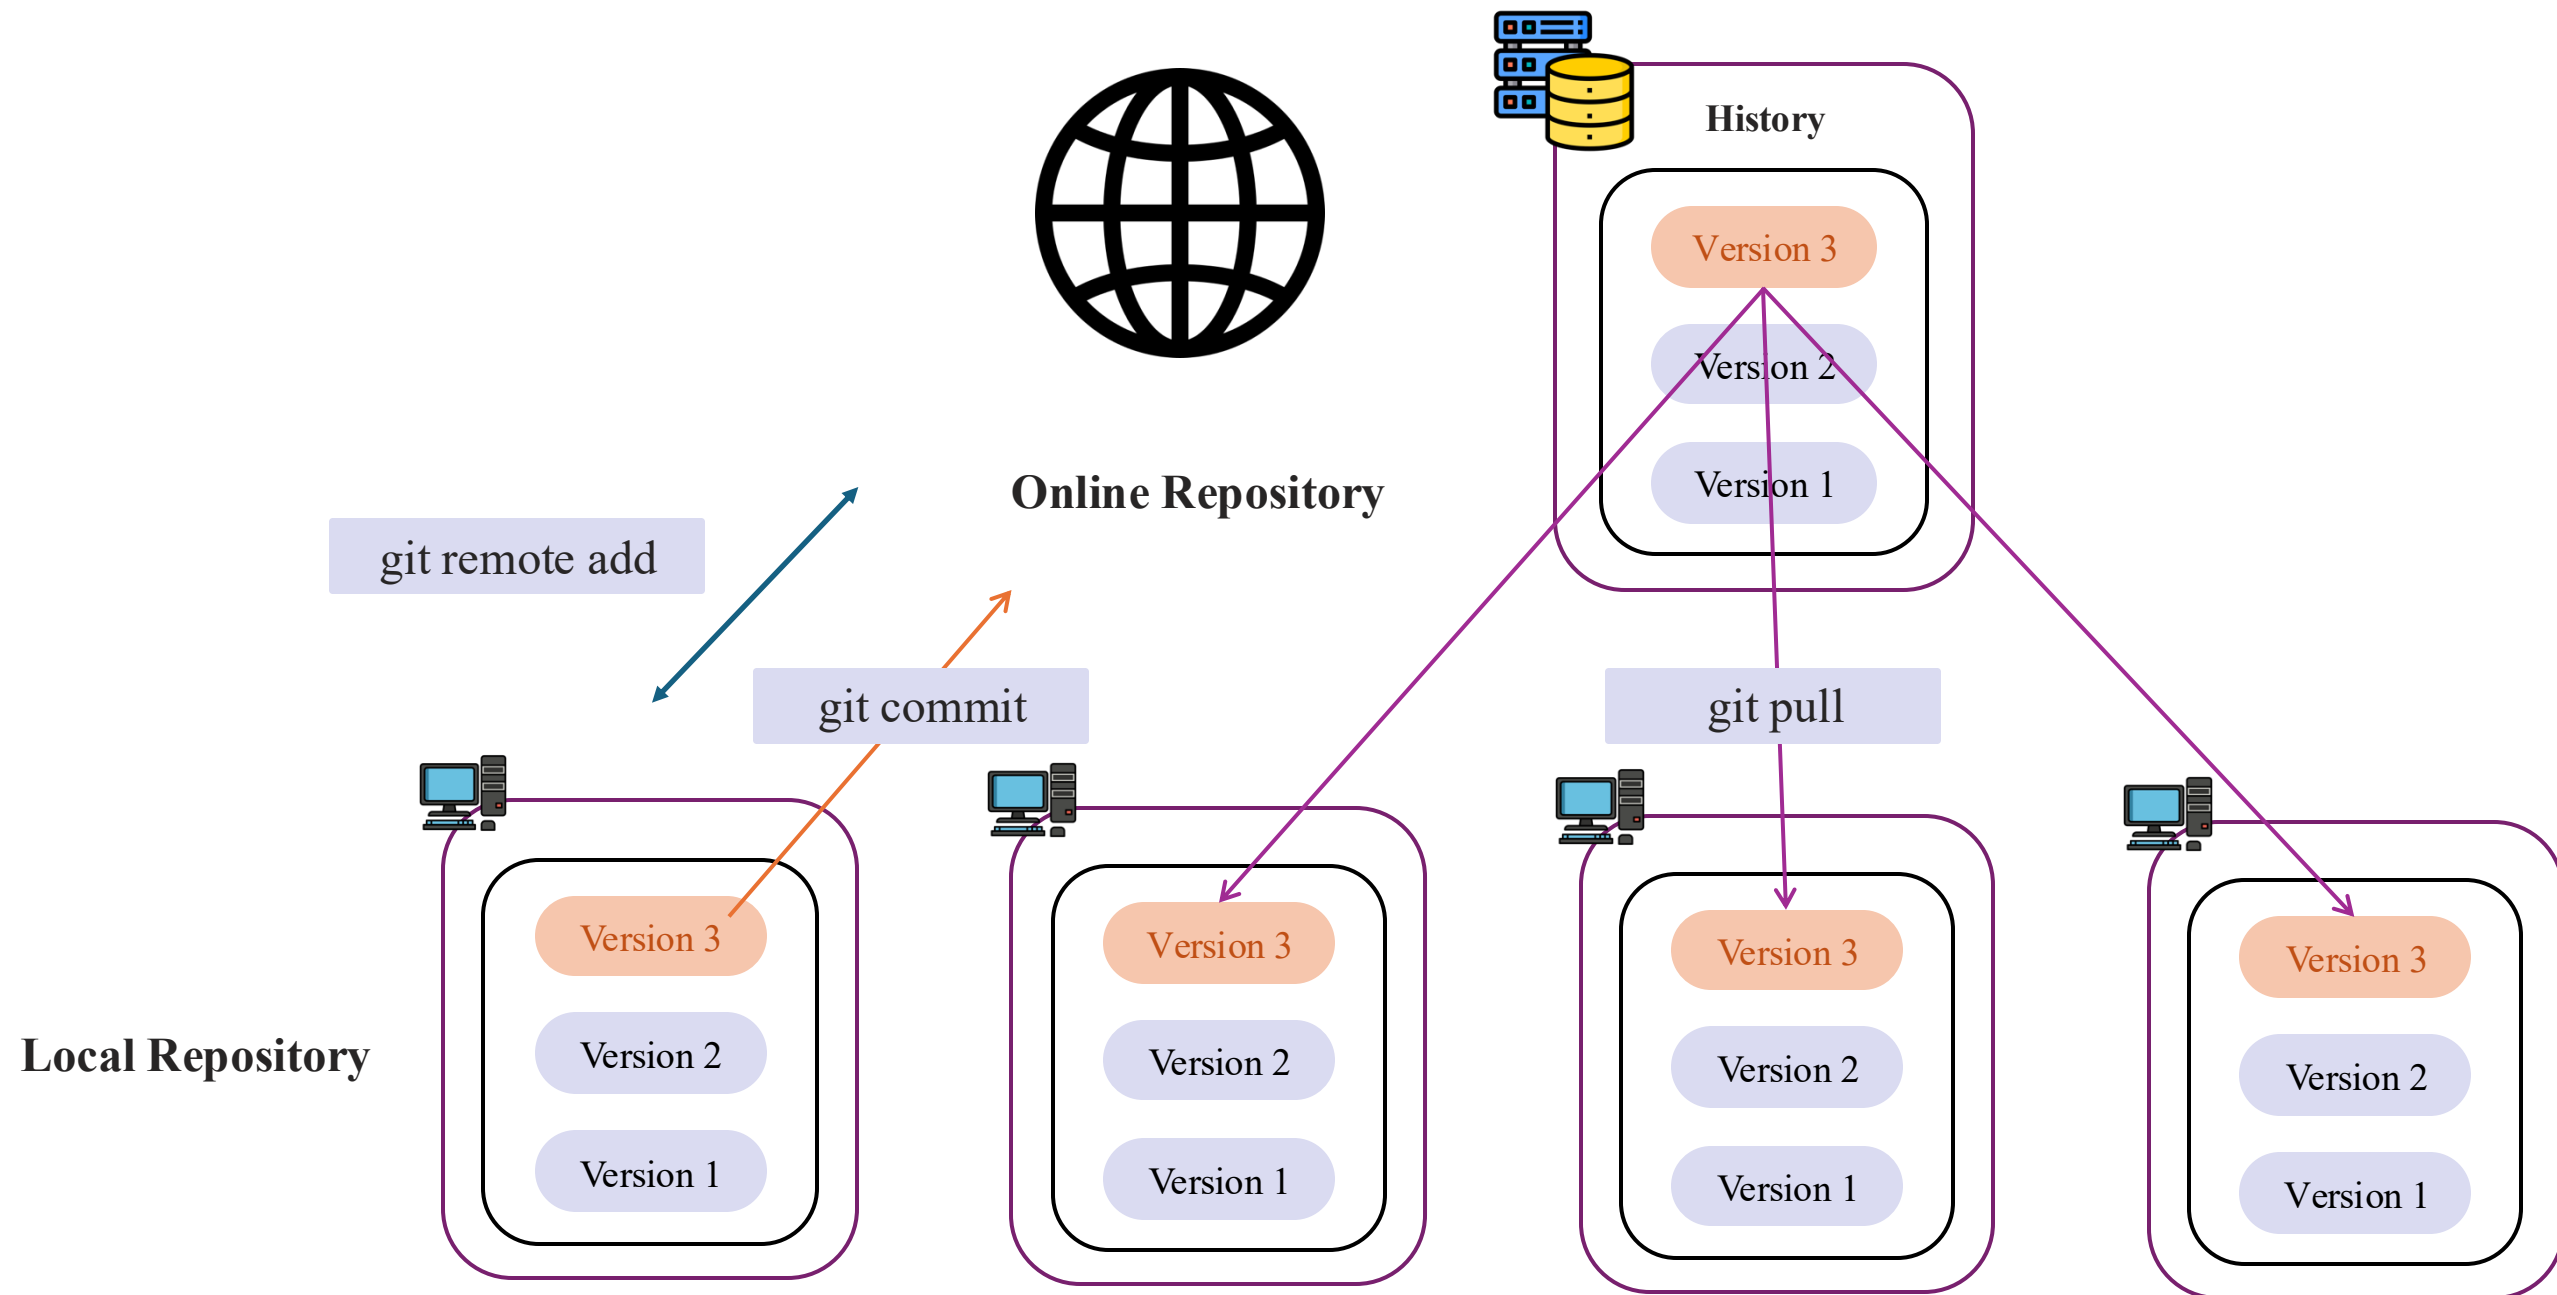 History
Version 3
Version 2
Version 1
Online Repository
git remote add
git commit
git pull
Local Repository
Version 3
Version 2
Version 1
Version 3
Version 2
Version 1
Version 3
Version 2
Version 1
Version 3
Version 2
Version 1